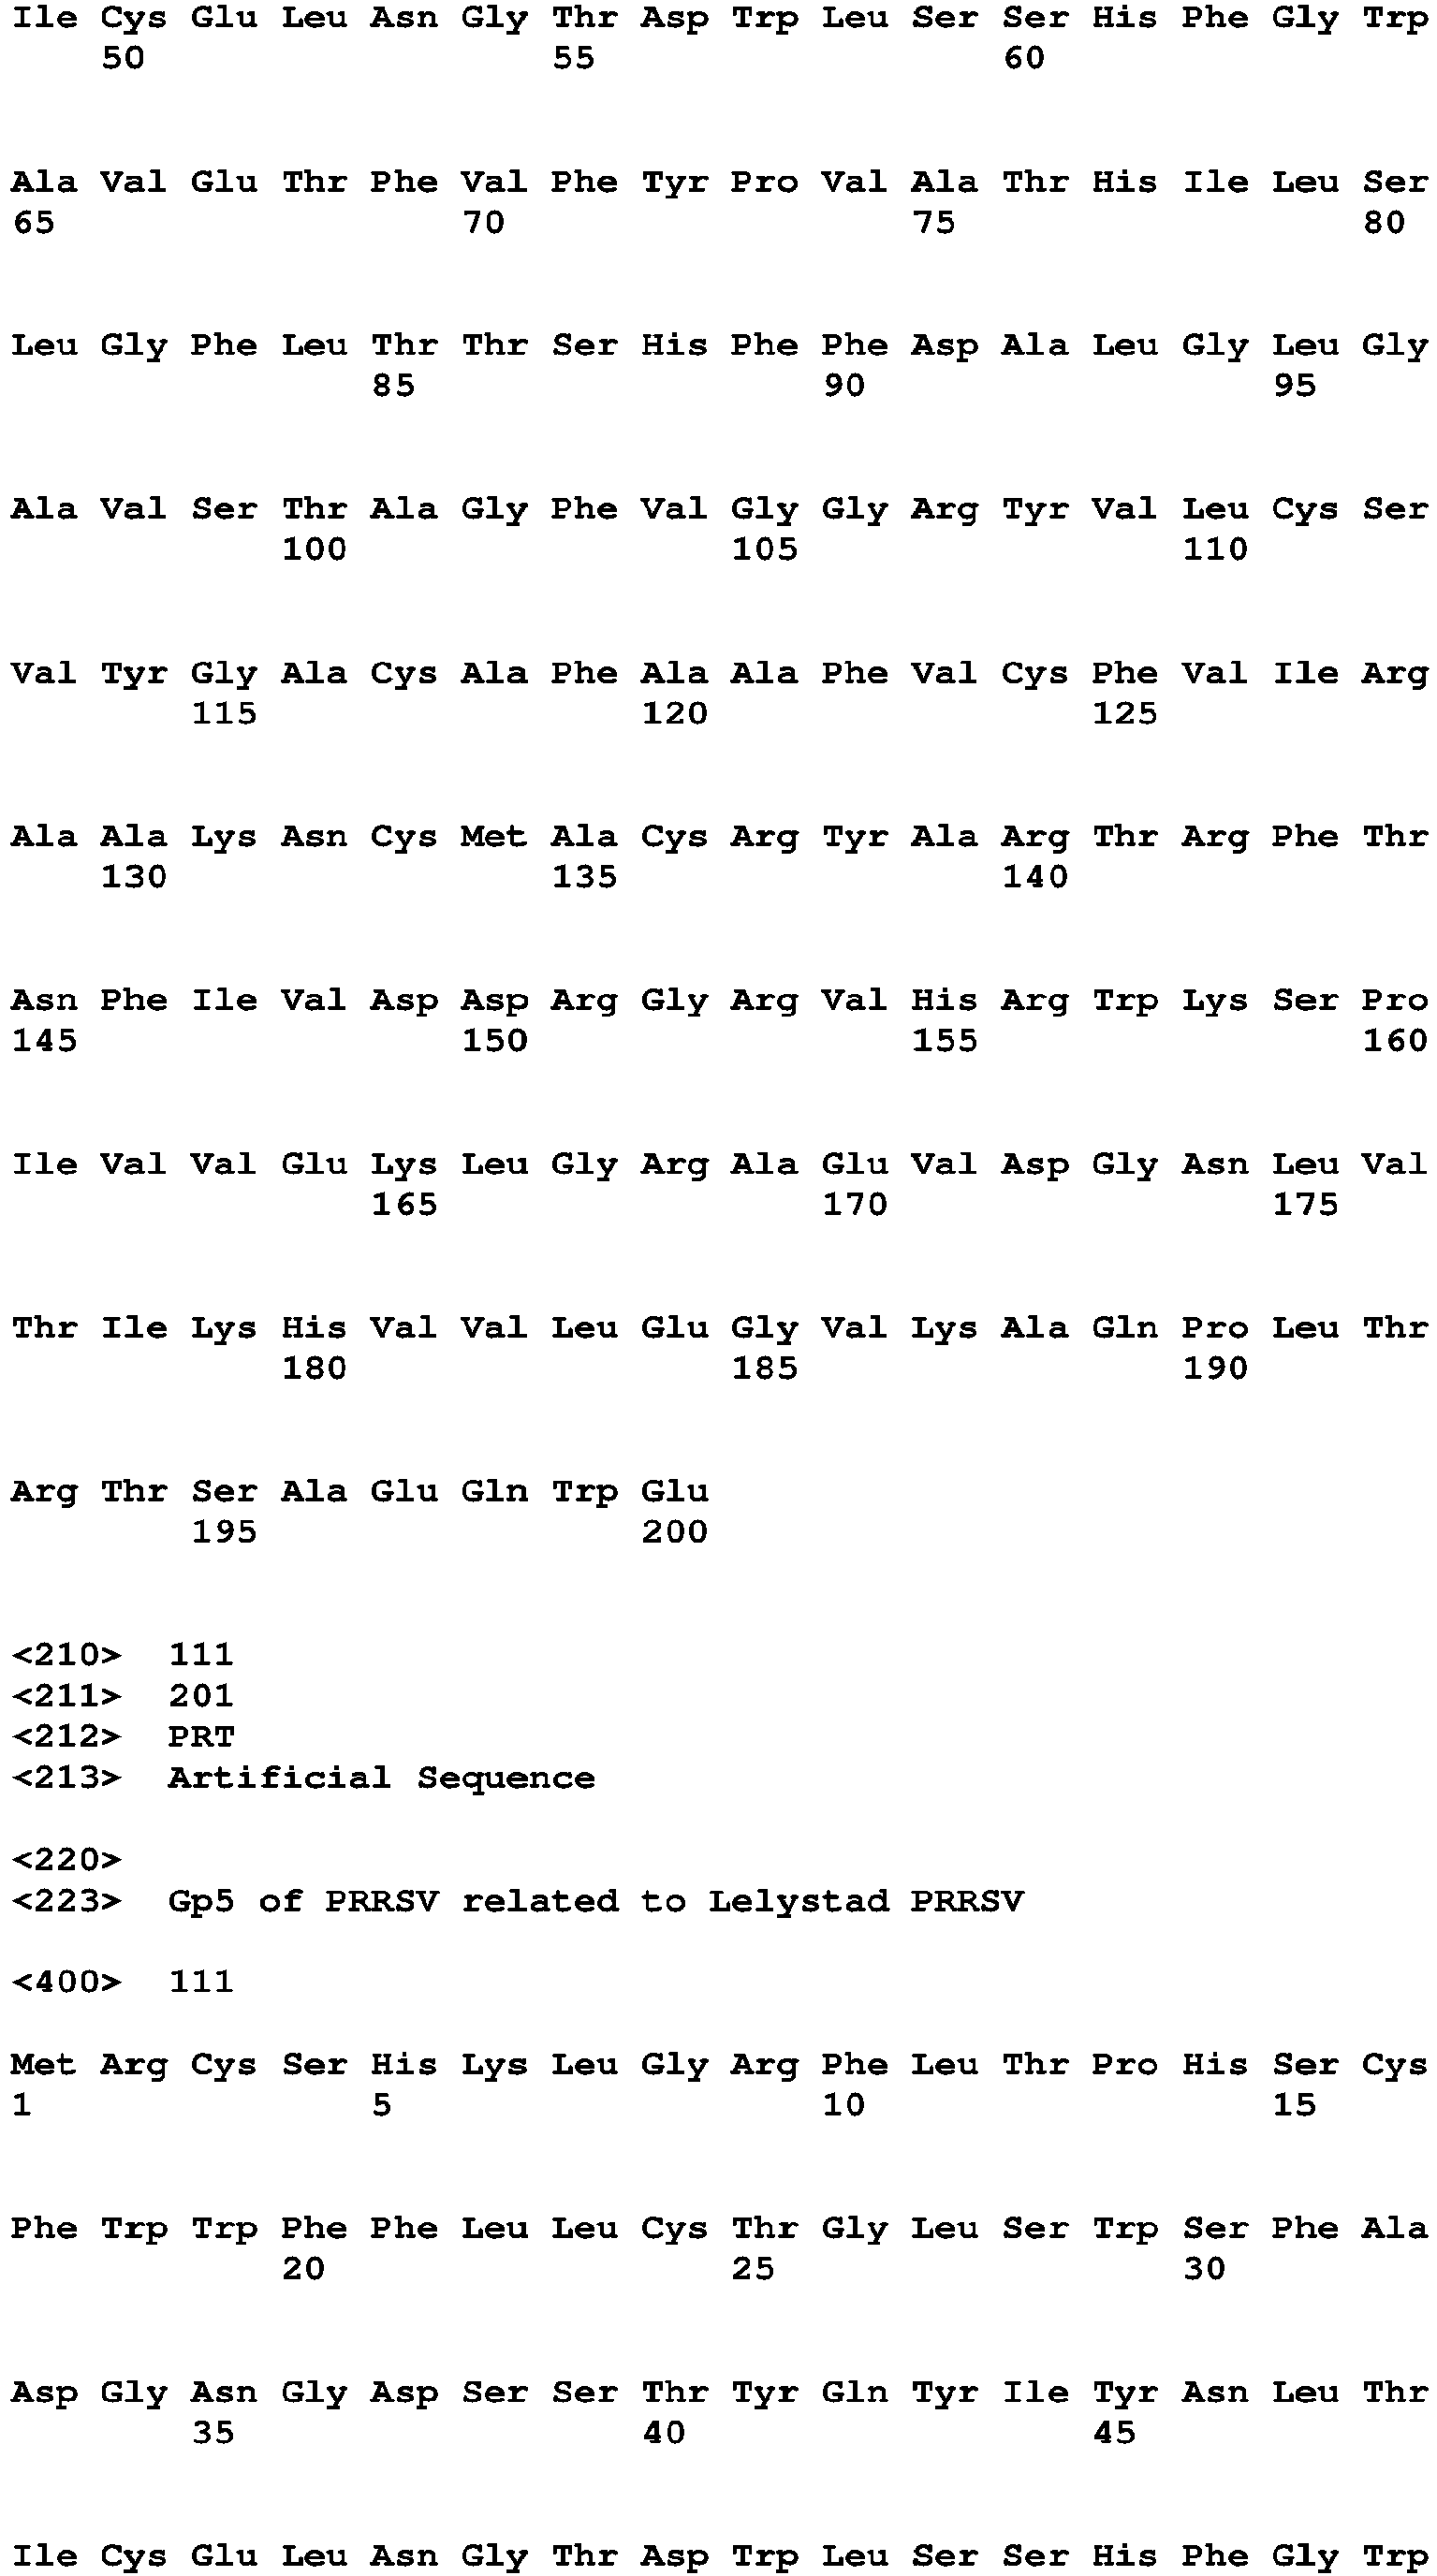 Ile Cys Glu Leu Asn Gly Thr Asp Trp Leu Ser Ser His Phe Gly Trp
50 55 60
Ala Val Glu Thr Phe Val Phe Tyr Pro Val Ala Thr His Ile Leu Ser
65 70 75 80
Leu Gly Phe Leu Thr Thr Ser His Phe Phe Asp Ala Leu Gly Leu Gly
85 90 95
Ala Val Ser Thr Ala Gly Phe Val Gly Gly Arg Tyr Val Leu Cys Ser
100 105 110
Val Tyr Gly Ala Cys Ala Phe Ala Ala Phe Val Cys Phe Val Ile Arg
115 120 125
Ala Ala Lys Asn Cys Met Ala Cys Arg Tyr Ala Arg Thr Arg Phe Thr
130 135 140
Asn Phe Ile Val Asp Asp Arg Gly Arg Val His Arg Trp Lys Ser Pro
145 150 155 160
Ile Val Val Glu Lys Leu Gly Arg Ala Glu Val Asp Gly Asn Leu Val
165 170 175
Thr Ile Lys His Val Val Leu Glu Gly Val Lys Ala Gln Pro Leu Thr
180 185 190
Arg Thr Ser Ala Glu Gln Trp Glu
195 200
<210> 111
<211> 201
<212> PRT
<213> Artificial Sequence
<220>
<223> Gp5 of PRRSV related to Lelystad PRRSV
<400> 111
Met Arg Cys Ser His Lys Leu Gly Arg Phe Leu Thr Pro His Ser Cys
1 5 10 15
Phe Trp Trp Phe Phe Leu Leu Cys Thr Gly Leu Ser Trp Ser Phe Ala
20 25 30
Asp Gly Asn Gly Asp Ser Ser Thr Tyr Gln Tyr Ile Tyr Asn Leu Thr
35 40 45
Ile Cys Glu Leu Asn Gly Thr Asp Trp Leu Ser Ser His Phe Gly Trp